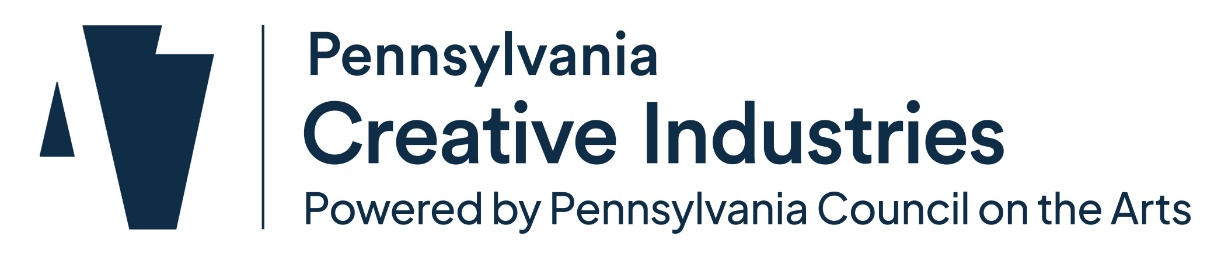 Pennsylvania
Creative Industries
Powered by Pennsylvania Council on the Arts